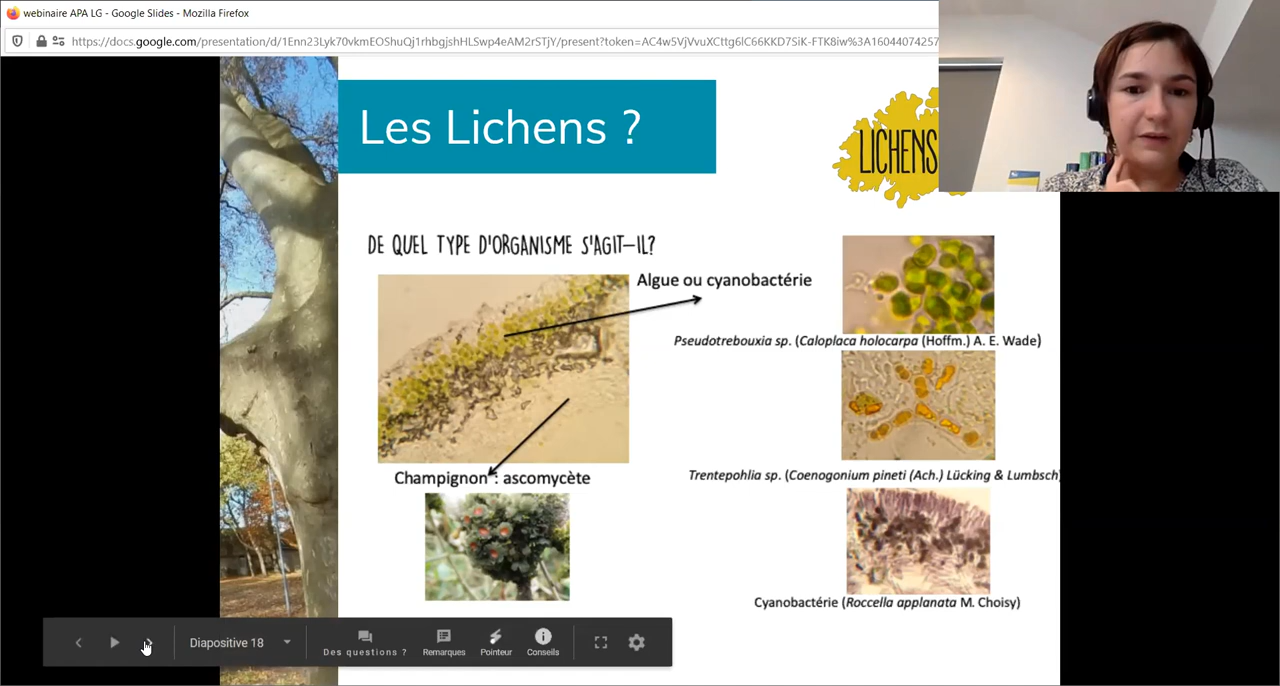 webinaire APA LG - Google Slides - Mozilla Firefox
https://docs.google.com/presentation/d/1Enn23Lyk70vkmEOShuQj1rhbgjshHLSwp4eAM2rSTjY/present?token=AC4w5VjVvuXCttg6lC66KKD7SiK-FTK8iw%3A16044074257
Les Lichens ?
LICHENS
DE QUEL TYPE D'ORGANISME S'AGIT-IL?
Algue ou cyanobactérie
Pseudotrebouxia sp. (Caloplaca holocarpa (Hoffm.) A. E. Wade)
Trentepohlia sp. (Coenogonium pineti (Ach.) Lücking & Lumbsch)
Champignon : ascomycète
Cyanobactérie (Roccella applanata M. Choisy)
Diapositive 18
Des questions ?
Remarques
Pointeur
Conseils